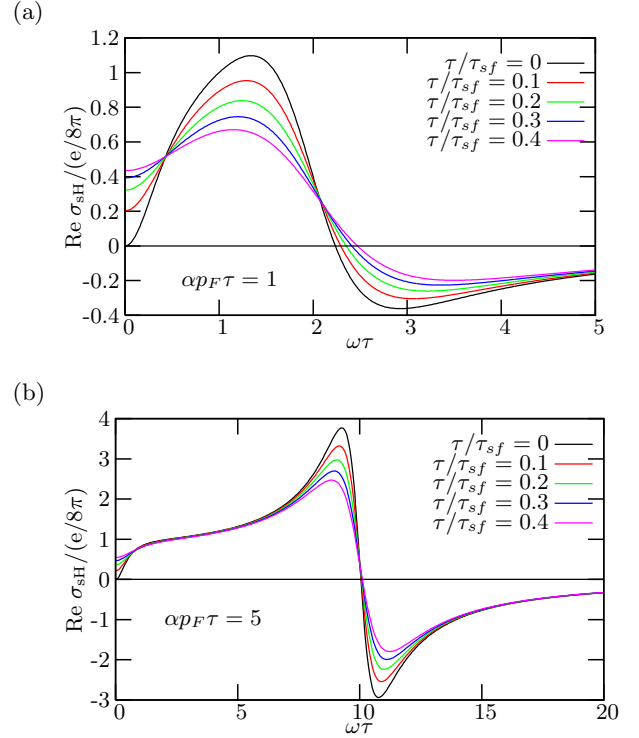 (a)
Re σsH/(e/8π)
1.2
1
0.8
0.6
0.4
0.2
0
-0.2
-0.4
τ/τsf = 0
τ/τsf = 0.1
τ/τsf = 0.2
τ/τsf = 0.3
τ/τsf = 0.4
αpFτ = 1
0 1 2 3 4 5
ωτ
(b)
Re σsH/(e/8π)
4
3
2
1
0
-1
-2
-3
τ/τsf = 0
τ/τsf = 0.1
τ/τsf = 0.2
τ/τsf = 0.3
τ/τsf = 0.4
αpFτ = 5
0 5 10 15 20
ωτ